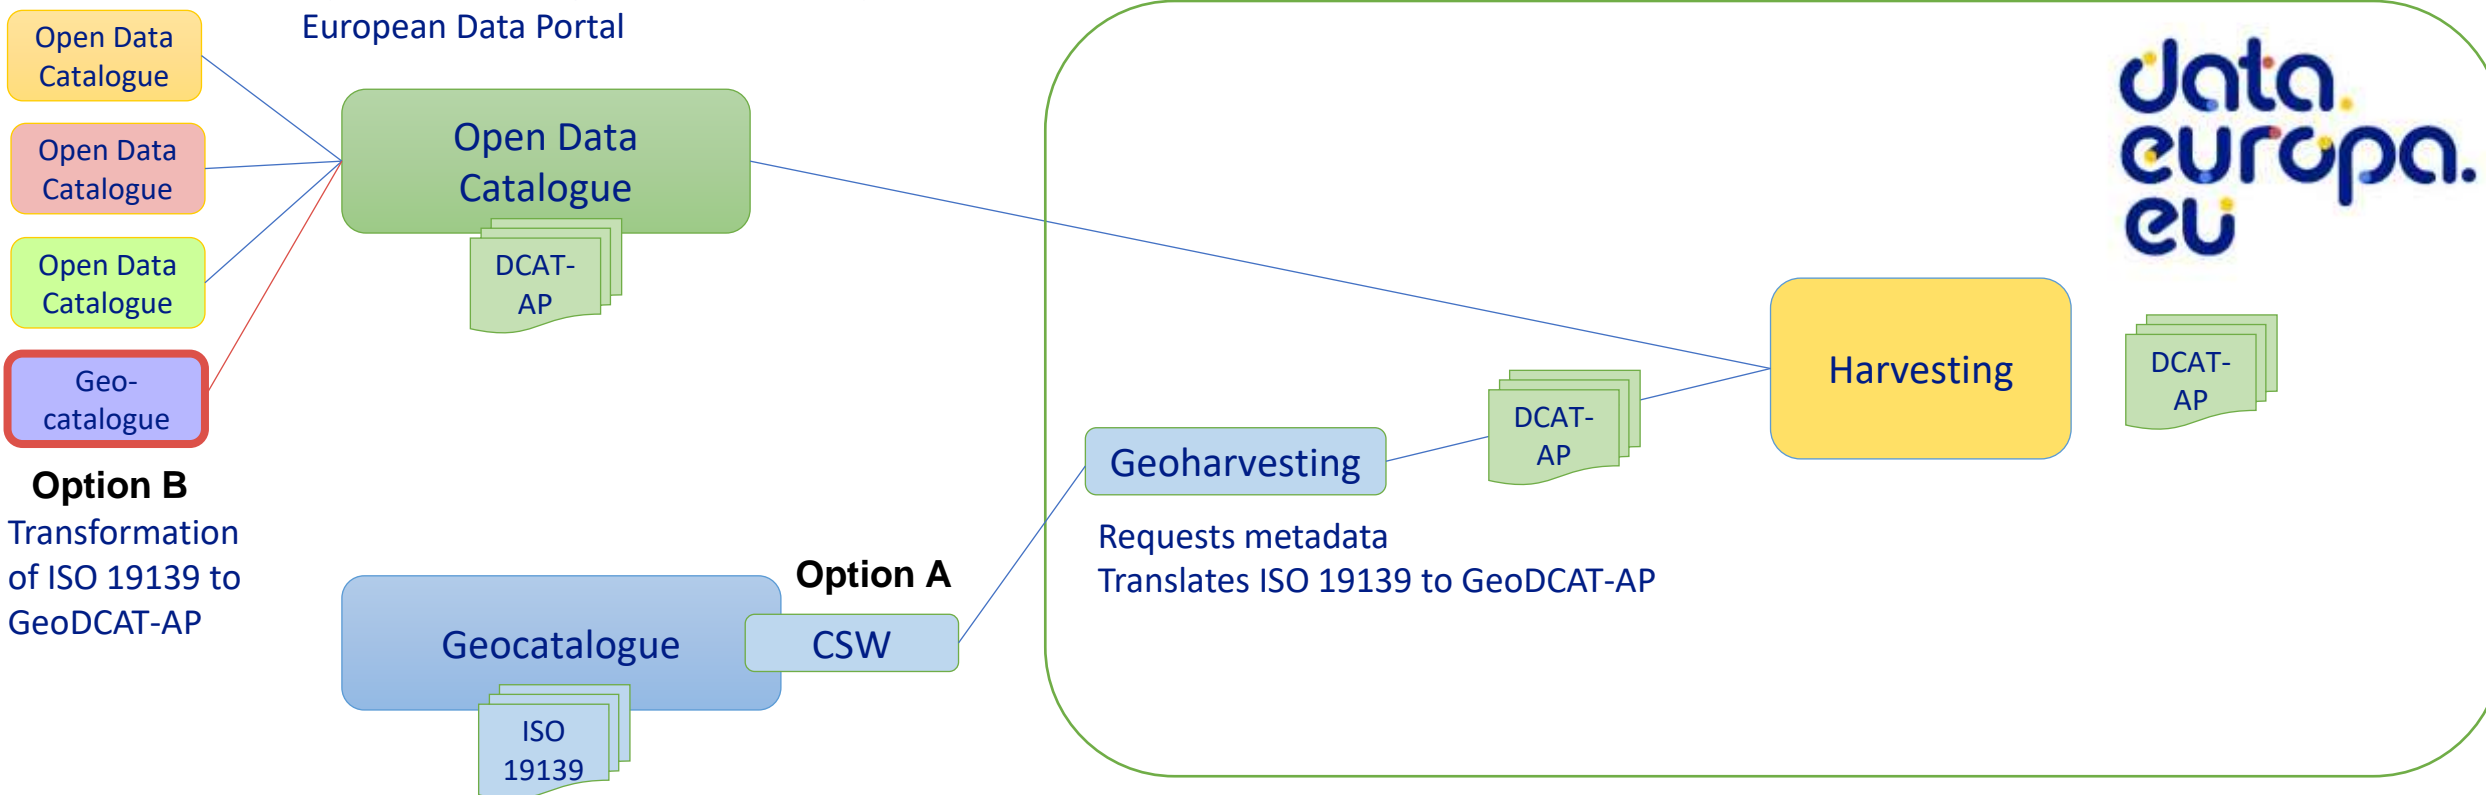 European Data Portal
Open Data
Catalogue
Open Data
Catalogue
Open Data
Catalogue
Geo-
catalogue
Option B
Transformation
of ISO 19139 to
GeoDCAT-AP
Open Data
Catalogue
DCAT-
AP
Geocatalogue
ISO
19139
Option A
CSW
Geoharvesting
Requests metadata
Translates ISO 19139 to GeoDCAT-AP
DCAT-
AP
Harvesting
data.
europa.
eu
DCAT-
AP